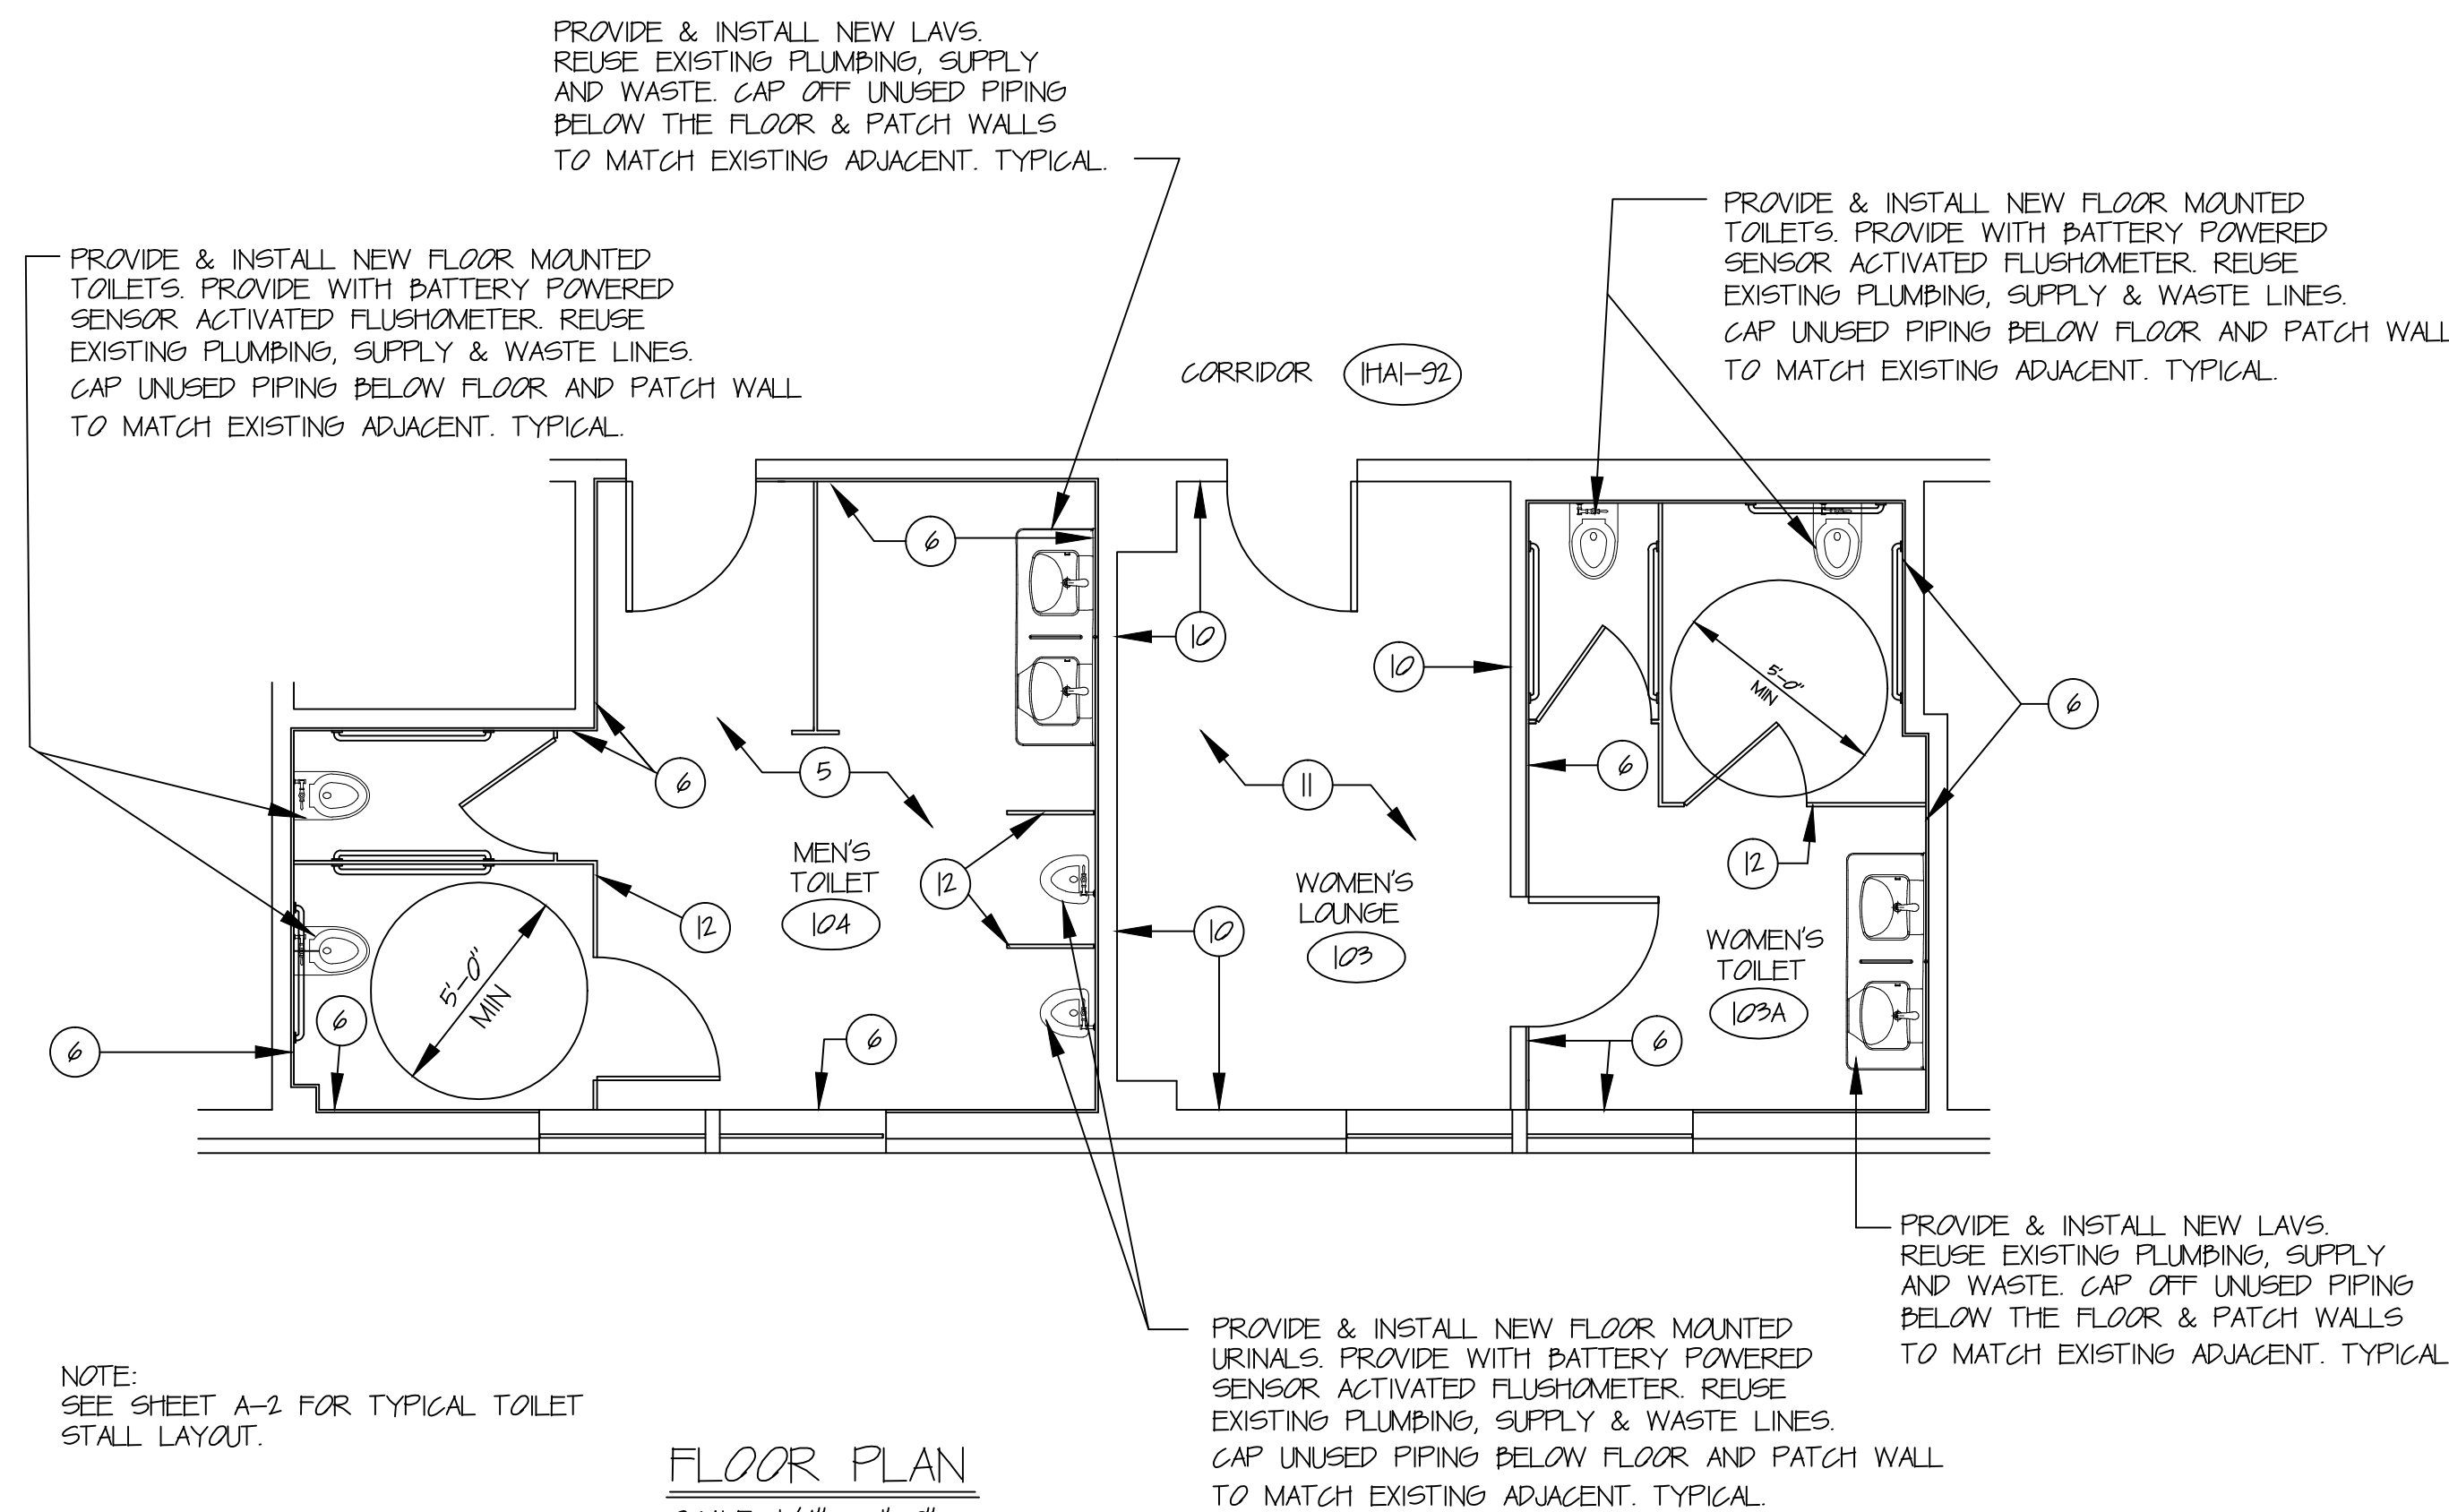 PROVIDE & INSTALL NEW LAVS.
REUSE EXISTING PLUMBING, SUPPLY
AND WASTE. CAP OFF UNUSED PIPING
BELOW THE FLOOR & PATCH WALLS
TO MATCH EXISTING ADJACENT. TYPICAL.
PROVIDE & INSTALL NEW FLOOR MOUNTED
TOILETS. PROVIDE WITH BATTERY POWERED
SENSOR ACTIVATED FLUSHOMETER. REUSE
EXISTING PLUMBING, SUPPLY & WASTE LINES.
CAP UNUSED PIPING BELOW FLOOR AND PATCH WALL
TO MATCH EXISTING ADJACENT. TYPICAL.
PROVIDE & INSTALL NEW FLOOR MOUNTED
TOILETS. PROVIDE WITH BATTERY POWERED
SENSOR ACTIVATED FLUSHOMETER. REUSE
EXISTING PLUMBING, SUPPLY & WASTE LINES.
CAP UNUSED PIPING BELOW FLOOR AND PATCH WALL
TO MATCH EXISTING ADJACENT. TYPICAL.
CORRIDOR 1HA1-92
6
10
10
5'-0"
MIN
6
6
5
11
6
MEN'S
TOILET
104
12
12
12
WOMEN'S
LOUNGE
103
10
WOMEN'S
TOILET
103A
5'-0"
MIN
6
6
6
6
PROVIDE & INSTALL NEW LAVS.
REUSE EXISTING PLUMBING, SUPPLY
AND WASTE. CAP OFF UNUSED PIPING
BELOW THE FLOOR & PATCH WALLS
TO MATCH EXISTING ADJACENT. TYPICAL
PROVIDE & INSTALL NEW FLOOR MOUNTED
URINALS. PROVIDE WITH BATTERY POWERED
SENSOR ACTIVATED FLUSHOMETER. REUSE
EXISTING PLUMBING, SUPPLY & WASTE LINES.
CAP UNUSED PIPING BELOW FLOOR AND PATCH WALL
TO MATCH EXISTING ADJACENT. TYPICAL.
NOTE:
SEE SHEET A-2 FOR TYPICAL TOILET
STALL LAYOUT.
FLOOR PLAN